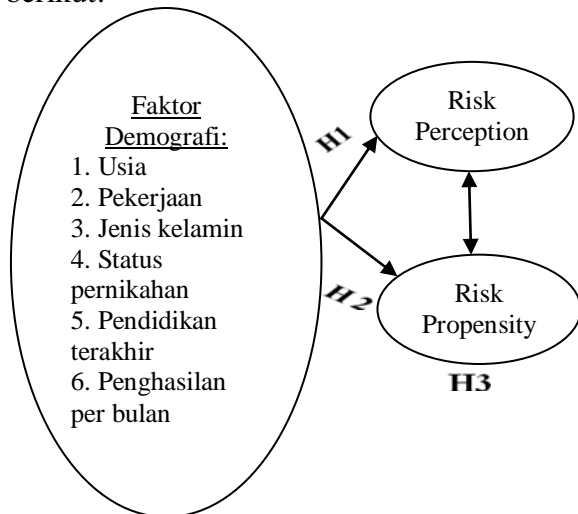 Faktor
Demografi:
1. Usia
2. Pekerjaan
3. Jenis kelamin
4. Status
pernikahan
5. Pendidikan
terakhir
6. Penghasilan
per bulan
H1
Risk
Perception
H2
Risk
Propensity
H3